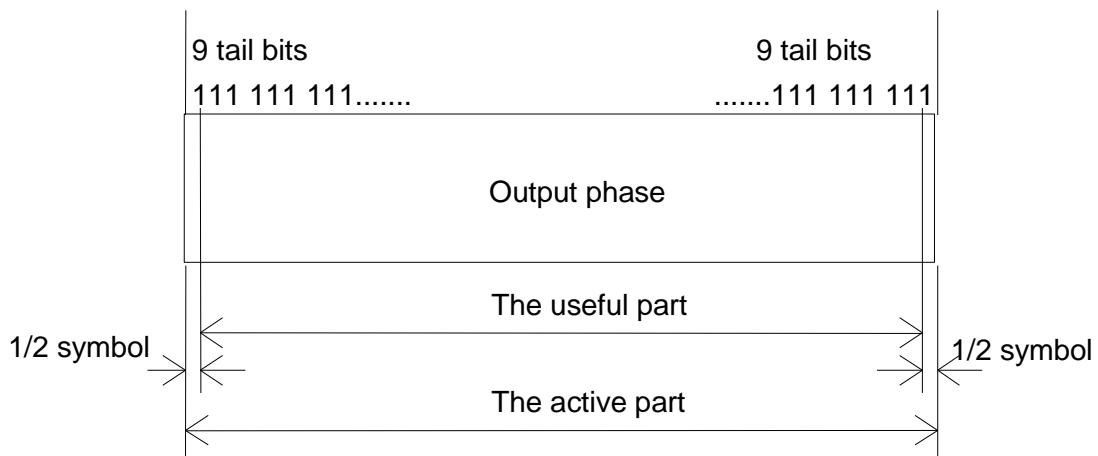 9 tail bits 9 tail bits
111 111 111....... .......111 111 111
Output phase
The useful part
1/2 symbol 1/2 symbol
The active part